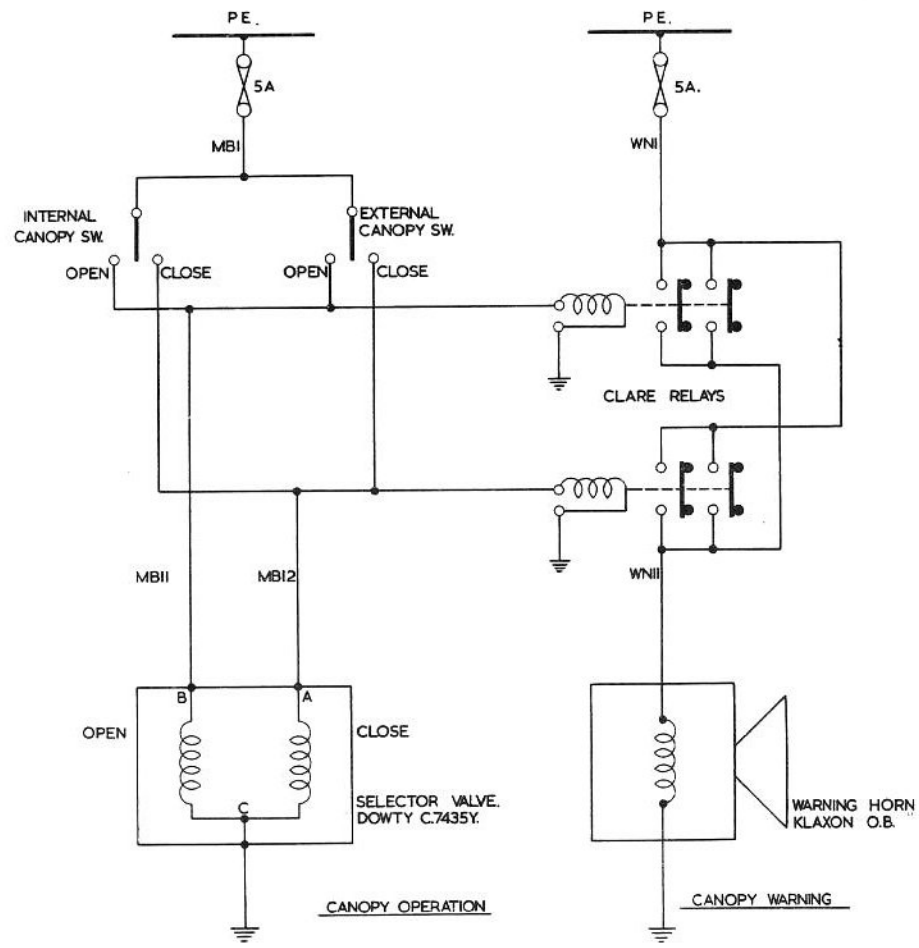 P.E.
5A
MB1
INTERNAL
CANOPY SW.
OPEN
CLOSE
EXTERNAL
CANOPY SW.
OPEN
CLOSE
P.E.
5A.
WN1
CLARE RELAYS
MB11
MB12
WN11
B
A
OPEN
CLOSE
C
SELECTOR VALVE.
DOWTY C.7435Y.
WARNING HORN
KLAXON O.B.
CANOPY OPERATION
CANOPY WARNING